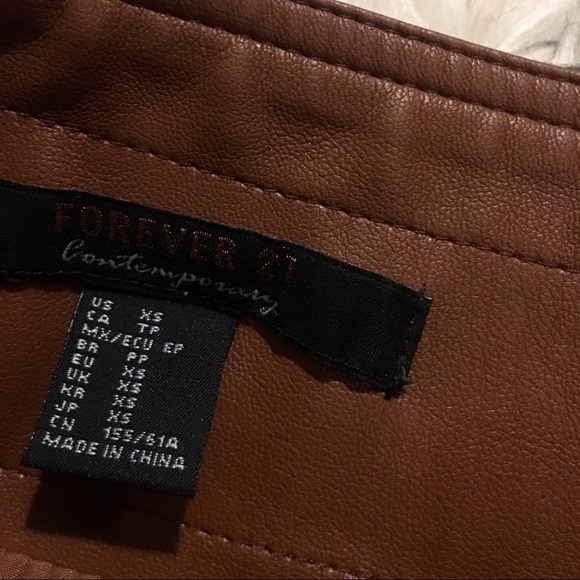 FOREVER 21
Contemporary
US XS
CA TP
MX/ECU EP
BR PP
EU XS
UK XS
KR XS
JP XS
CN 155/61A
MADE IN CHINA